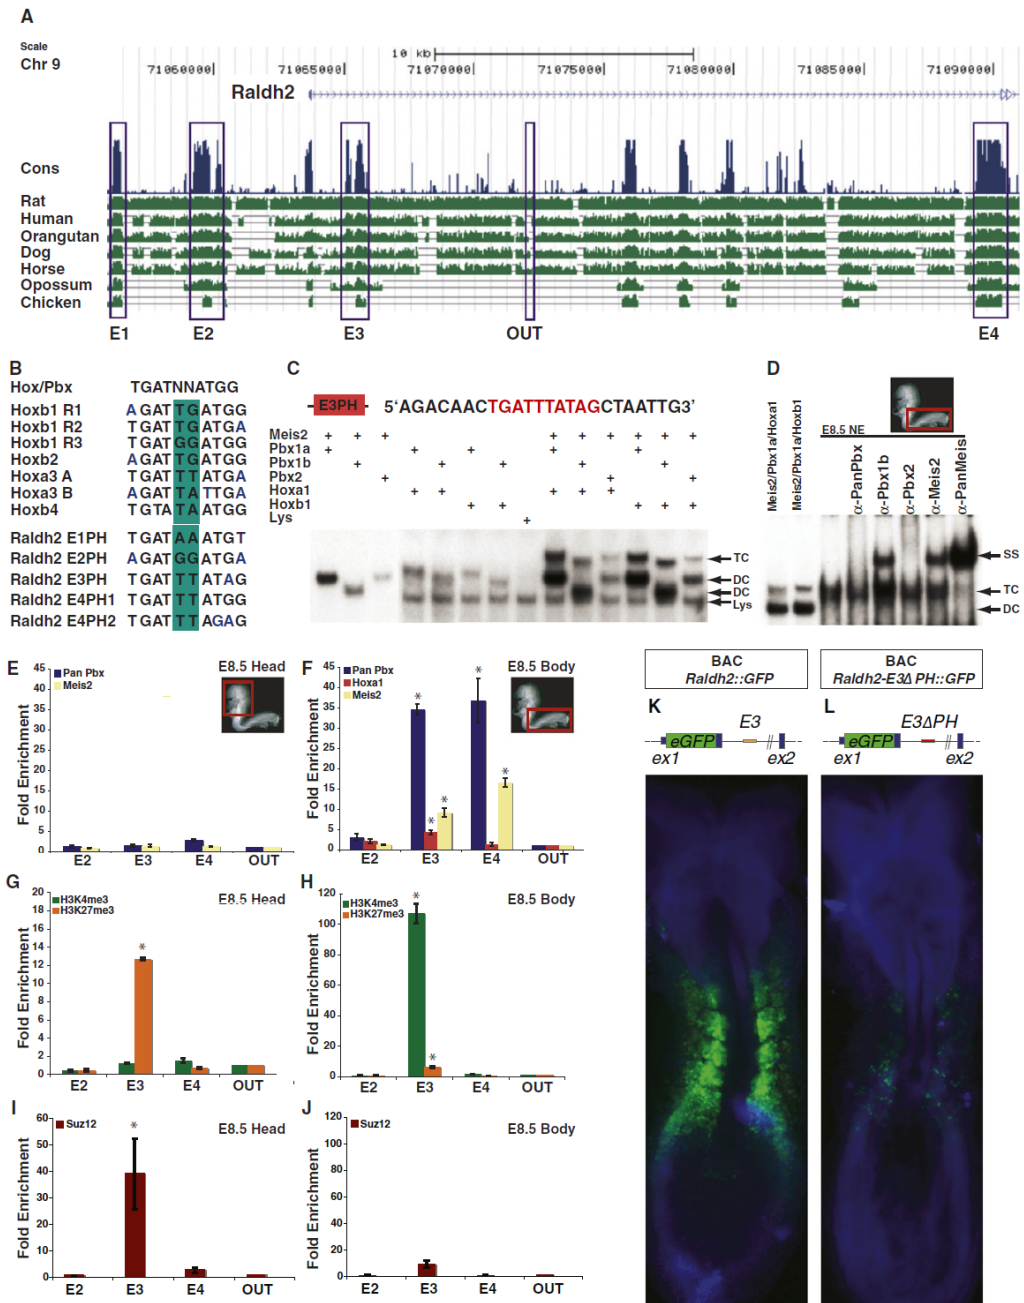 A
Scale
Chr 9
10 kb
71060000 71065000 71070000 71075000 71080000 71085000 71090000
Raldh2
Cons
Rat
Human
Orangutan
Dog
Horse
Opossum
Chicken
E1 E2 E3 OUT E4
B
Hox/Pbx TGATNNATGG
Hoxb1 R1 AGATTGATGG
Hoxb1 R2 TGATTGATGA
Hoxb1 R3 TGATGGATGG
Hoxb2 AGATTGATGG
Hoxa3 A TGATTTATGA
Hoxa3 B AGATTATTGA
Hoxb4 TGTATAATGG
Raldh2 E1PH TGATAAATGT
Raldh2 E2PH AGATGGATGA
Raldh2 E3PH TGATTTATAG
Raldh2 E4PH1 TGATTTATGG
Raldh2 E4PH2 TGATTTAGAG
C
E3PH 5‘AGACAACTGATTTATAGCTAATTG3’
Meis2 + + + + + + + + +
Pbx1a + + + + +
Pbx1b + + + +
Pbx2 + + +
Hoxa1 + + + + +
Hoxb1 + + + + +
Lys +
TC
DC
DC
Lys
D
Meis2/Pbx1a/Hoxa1
Meis2/Pbx1a/Hoxb1
E8.5 NE
α-PanPbx
α-Pbx1b
α-Pbx2
α-Meis2
α-PanMeis
SS
TC
DC
E
E8.5 Head
Pan Pbx
Meis2
Fold Enrichment
45
40
35
30
25
20
15
10
5
0
E2 E3 E4 OUT
F
E8.5 Body
Pan Pbx
Hoxa1
Meis2
Fold Enrichment
45
40
35
30
25
20
15
10
5
0
* * * * *
E2 E3 E4 OUT
G
E8.5 Head
H3K4me3
H3K27me3
Fold Enrichment
20
18
16
14
12
10
8
6
4
2
0
*
E2 E3 E4 OUT
H
E8.5 Body
H3K4me3
H3K27me3
Fold Enrichment
120
100
80
60
40
20
0
* *
E2 E3 E4 OUT
I
E8.5 Head
Suz12
Fold Enrichment
60
50
40
30
20
10
0
*
E2 E3 E4 OUT
J
E8.5 Body
Suz12
Fold Enrichment
120
100
80
60
40
20
0
E2 E3 E4 OUT
BAC
Raldh2::GFP
K
E3
eGFP
ex1 ex2
BAC
Raldh2-E3Δ PH::GFP
L
E3ΔPH
eGFP
ex1 ex2